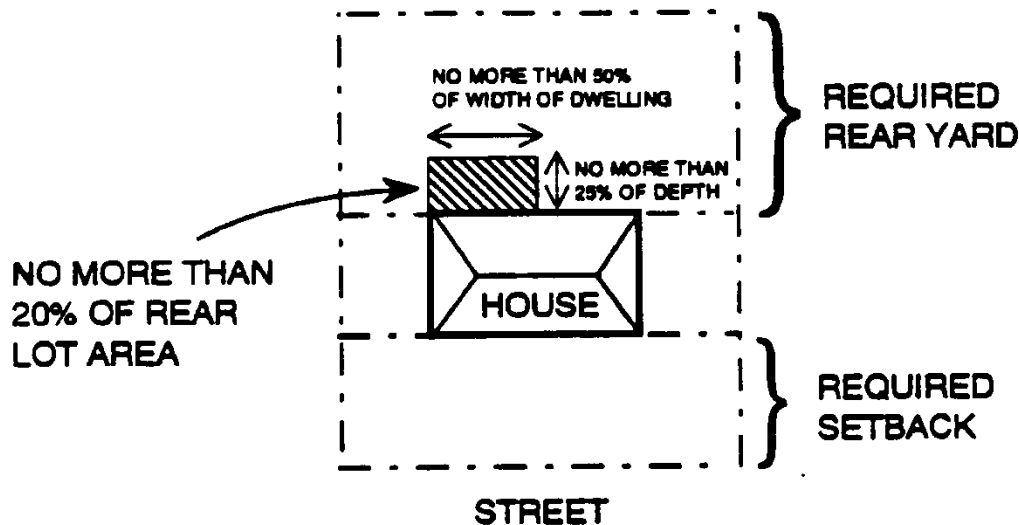 NO MORE THAN 50%
OF WIDTH OF DWELLING
REQUIRED
REAR YARD
NO MORE THAN
25% OF DEPTH
NO MORE THAN
20% OF REAR
LOT AREA
HOUSE
REQUIRED
SETBACK
STREET